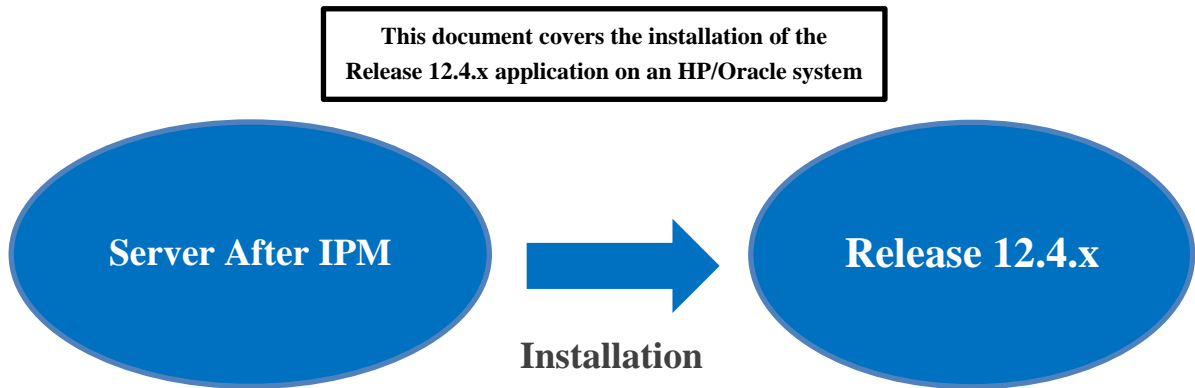 This document covers the installation of the
Release 12.4.x application on an HP/Oracle system
Server After IPM
Release 12.4.x
Installation